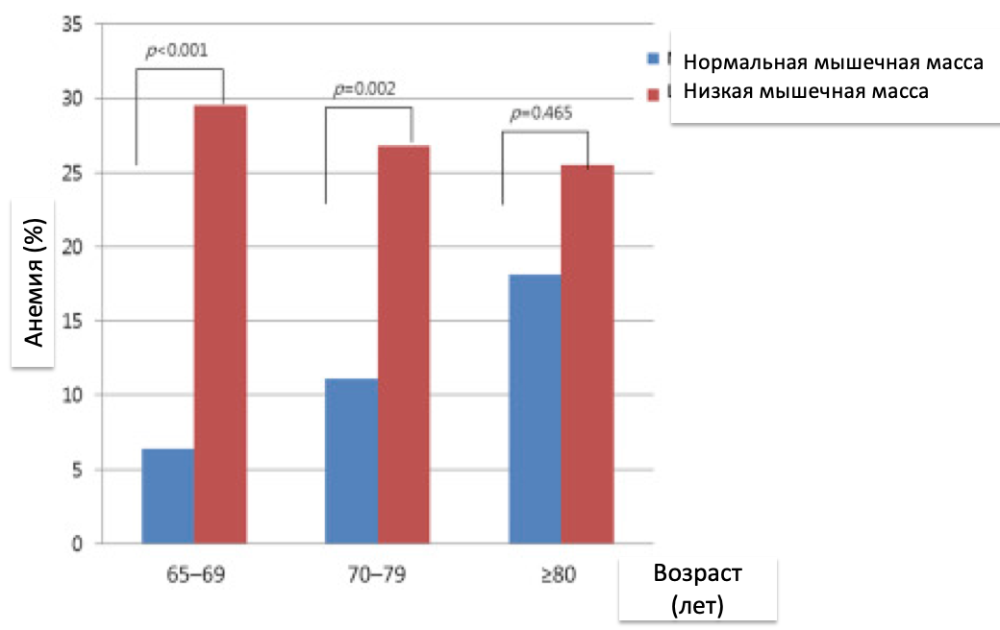 35
30
25
20
15
10
5
0
Анемия (%)
p<0.001
p=0.002
p=0.465
Нормальная мышечная масса
Низкая мышечная масса
65–69
70–79
≥80
Возраст
(лет)